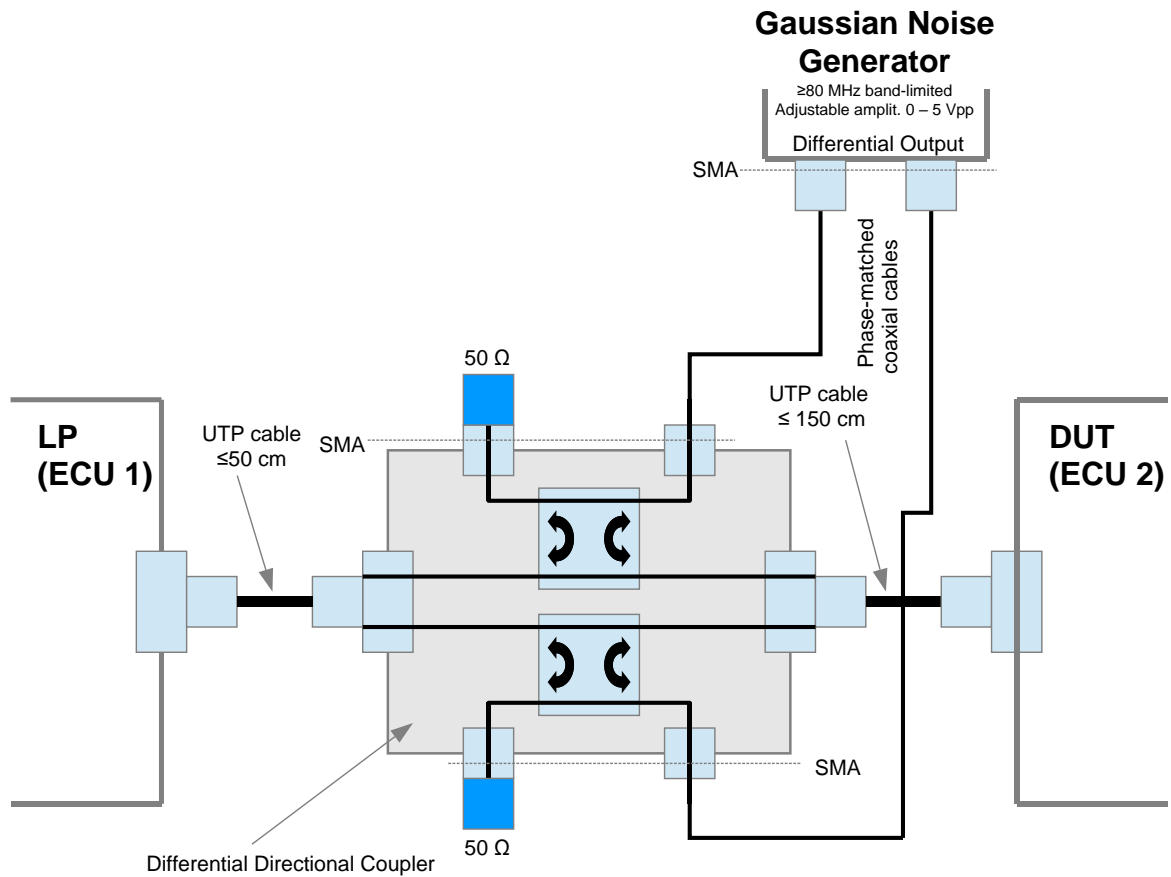 Gaussian Noise
Generator
≥80 MHz band-limited
Adjustable amplit. 0 – 5 Vpp
Differential Output
SMA
Phase-matched
coaxial cables
50 Ω
UTP cable
≤ 150 cm
LP
(ECU 1)
UTP cable
≤50 cm
SMA
DUT
(ECU 2)
SMA
50 Ω
Differential Directional Coupler